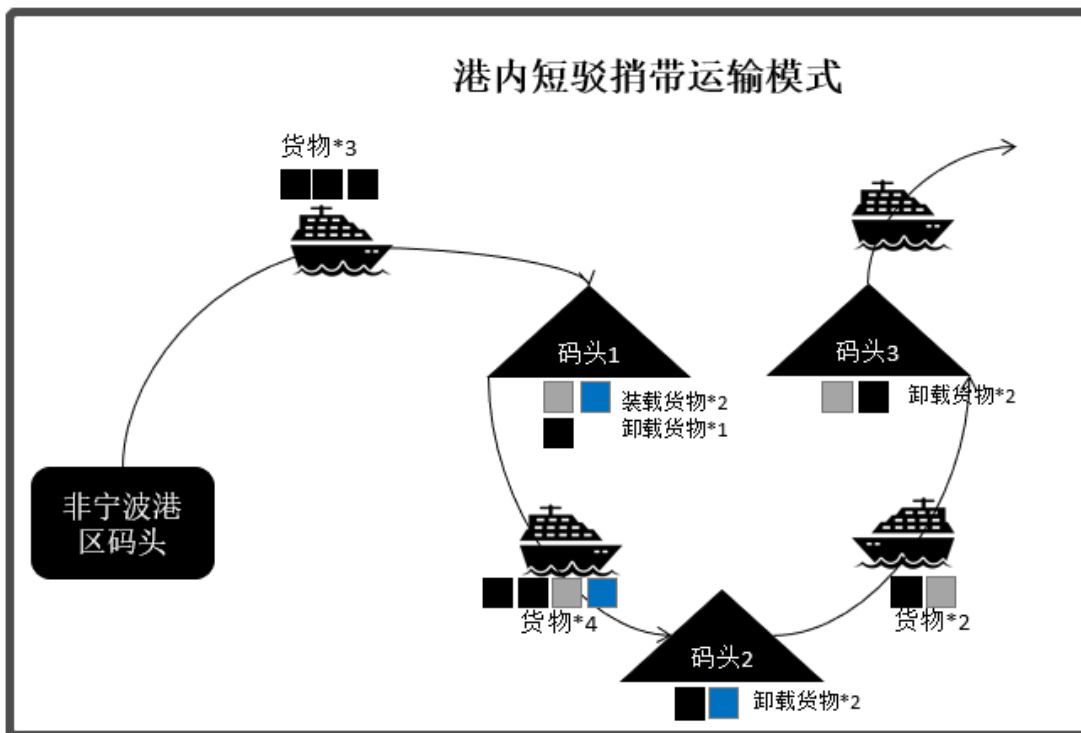 港内短驳捎带运输模式
货物*3
码头1
装载货物*2
卸载货物*1
码头3
卸载货物*2
非宁波港
区码头
货物*4
货物*2
码头2
卸载货物*2